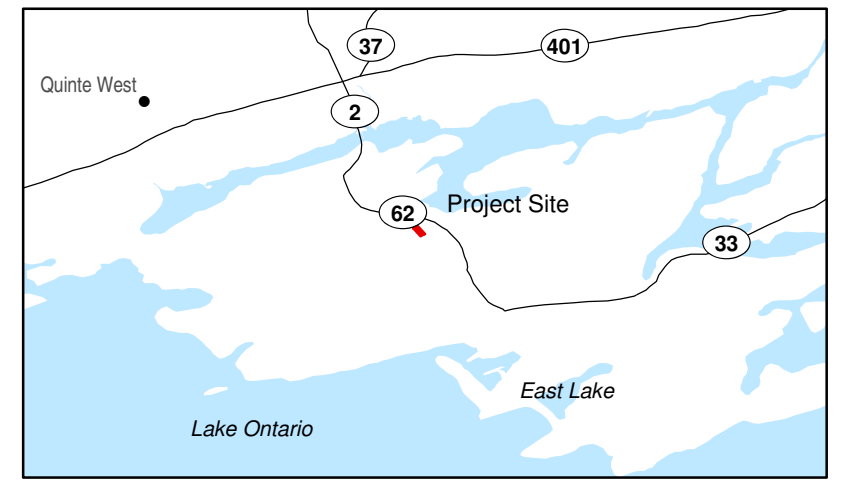 37
401
Quinte West
2
Project Site
62
33
East Lake
Lake Ontario